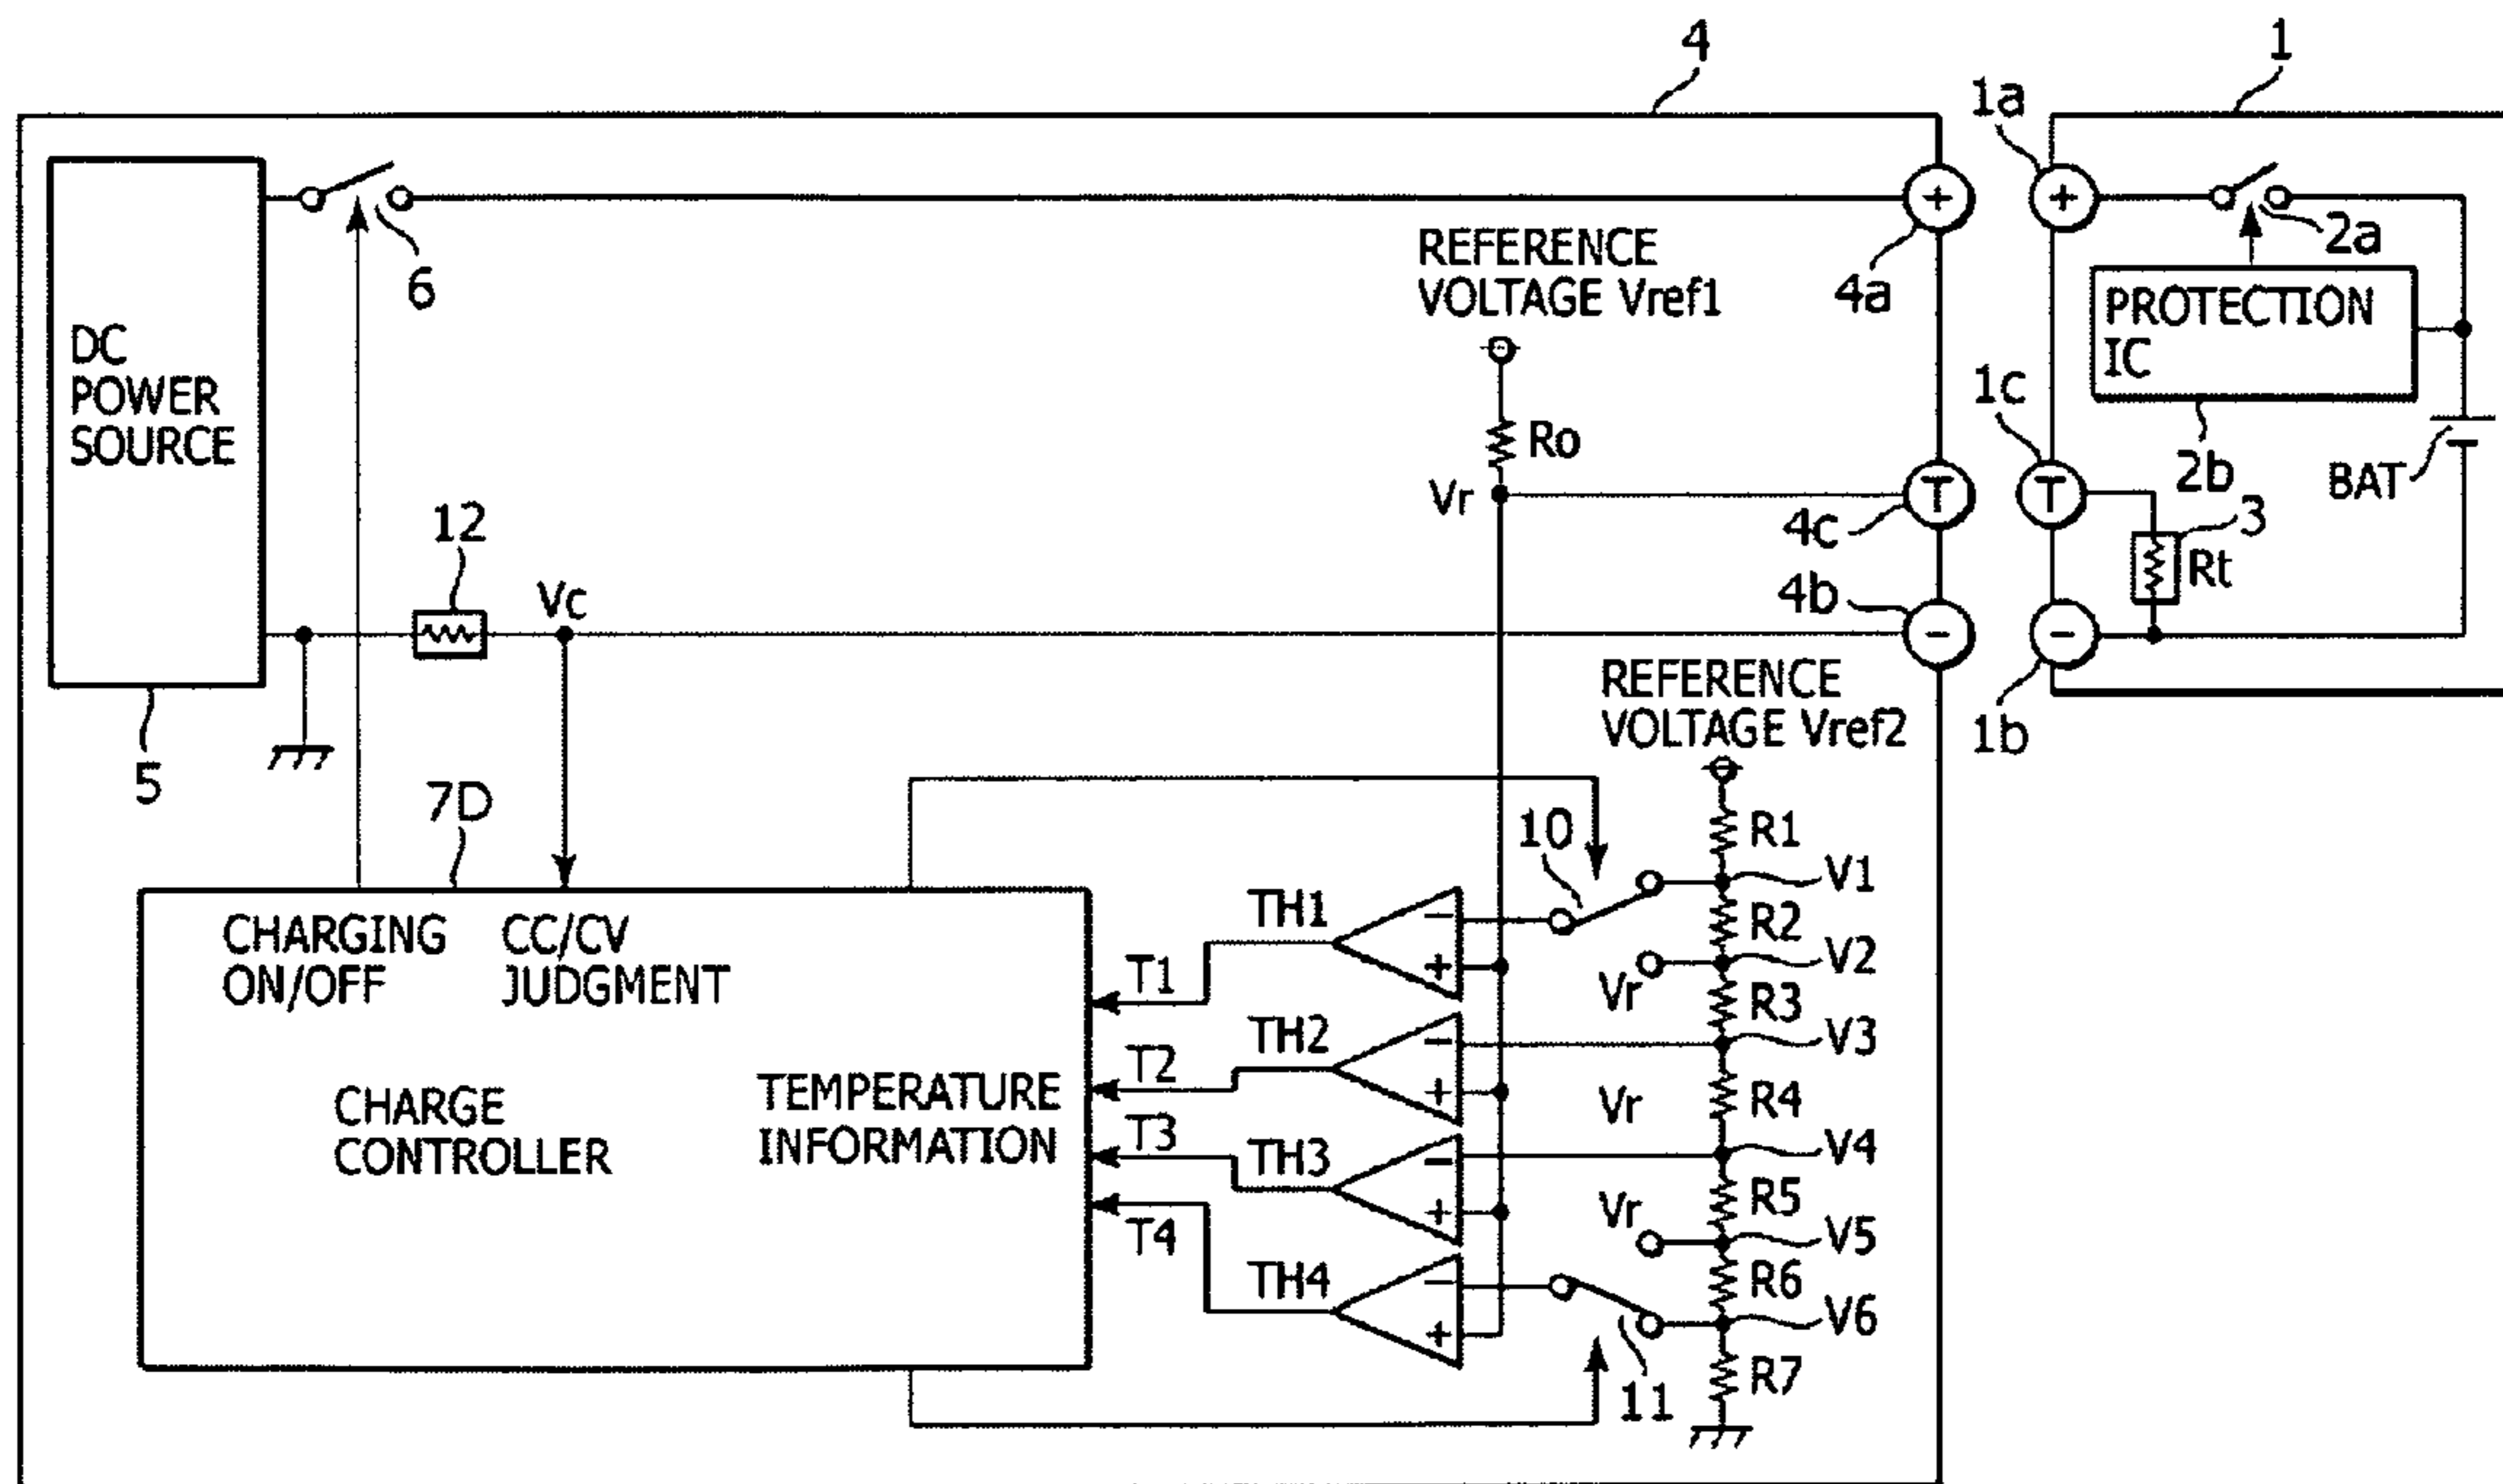 4
1
1a
+
+
2a
6
REFERENCE
VOLTAGE Vref1
4a
PROTECTION
IC
DC
POWER
SOURCE
1c
Ro
2b
BAT
Vr
T
T
4c
3
12
Rt
Vc
4b
-
-
REFERENCE
VOLTAGE Vref2
1b
5
7D
10
R1
V1
CHARGING
ON/OFF
CC/CV
JUDGMENT
TH1
-
+
R2
T1
V2
Vr
R3
TH2
-
+
V3
T2
CHARGE
CONTROLLER
TEMPERATURE
INFORMATION
Vr
R4
T3
TH3
-
+
V4
R5
T4
Vr
V5
TH4
-
+
R6
V6
11
R7